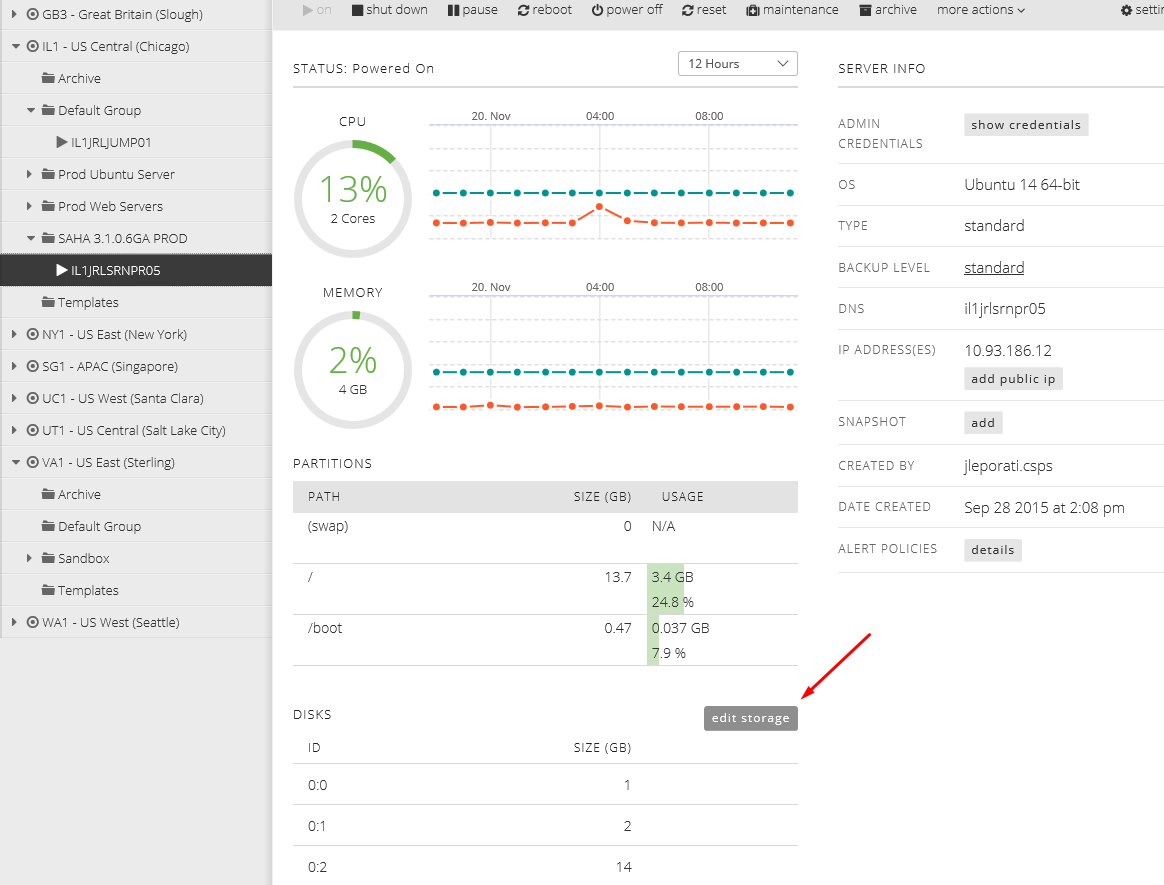 GB3 - Great Britain (Slough)
IL1 - US Central (Chicago)
Archive
Default Group
IL1JRLJUMP01
Prod Ubuntu Server
Prod Web Servers
SAHA 3.1.0.6GA PROD
IL1JRLSRNPR05
Templates
NY1 - US East (New York)
SG1 - APAC (Singapore)
UC1 - US West (Santa Clara)
UT1 - US Central (Salt Lake City)
VA1 - US East (Sterling)
Archive
Default Group
Sandbox
Templates
WA1 - US West (Seattle)
on shut down pause reboot power off reset maintenance archive more actions settin
STATUS: Powered On
12 Hours
CPU
13%
2 Cores
20. Nov 04:00 08:00
MEMORY
2%
4 GB
20. Nov 04:00 08:00
PARTITIONS
PATH SIZE (GB) USAGE
(swap) 0 N/A
/ 13.7 3.4 GB
24.8 %
/boot 0.47 0.037 GB
7.9 %
DISKS
edit storage
ID SIZE (GB)
0:0 1
0:1 2
0:2 14
SERVER INFO
ADMIN
CREDENTIALS
show credentials
OS Ubuntu 14 64-bit
TYPE standard
BACKUP LEVEL standard
DNS il1jrlsrnpr05
IP ADDRESS(ES) 10.93.186.12
add public ip
SNAPSHOT add
CREATED BY jleporati.csps
DATE CREATED Sep 28 2015 at 2:08 pm
ALERT POLICIES details